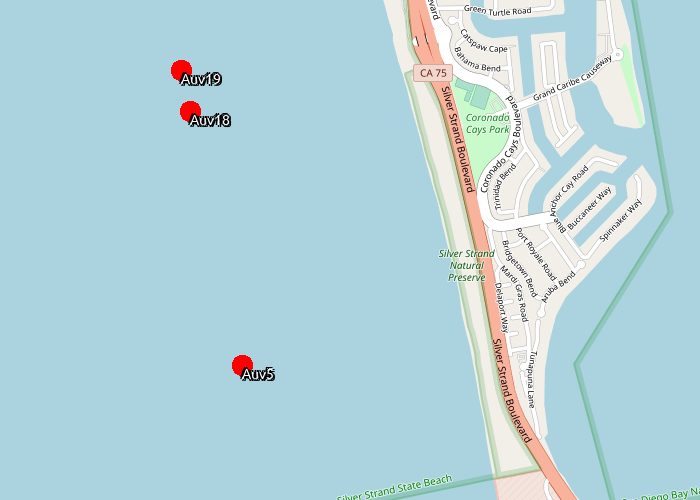 Green Turtle Road
Boulevard
Catspaw Cape
Bahama Bend
Grand Caribe Causeway
CA 75
Auv19
Auv18
Silver Strand Boulevard
Coronado
Cays Park
Coronado Cays Boulevard
Trinidad Bend
Anchor Cay Road
Buccaneer Way
Spinnaker Way
Blue
Port Royale Road
Silver Strand
Natural
Preserve
Bridgetown Bend
Mardi Gras Road
Aruba Bend
Delaport Way
Silver Strand Boulevard
Tunapuna Lane
Auv5
Silver Strand State Beach
Diego Bay